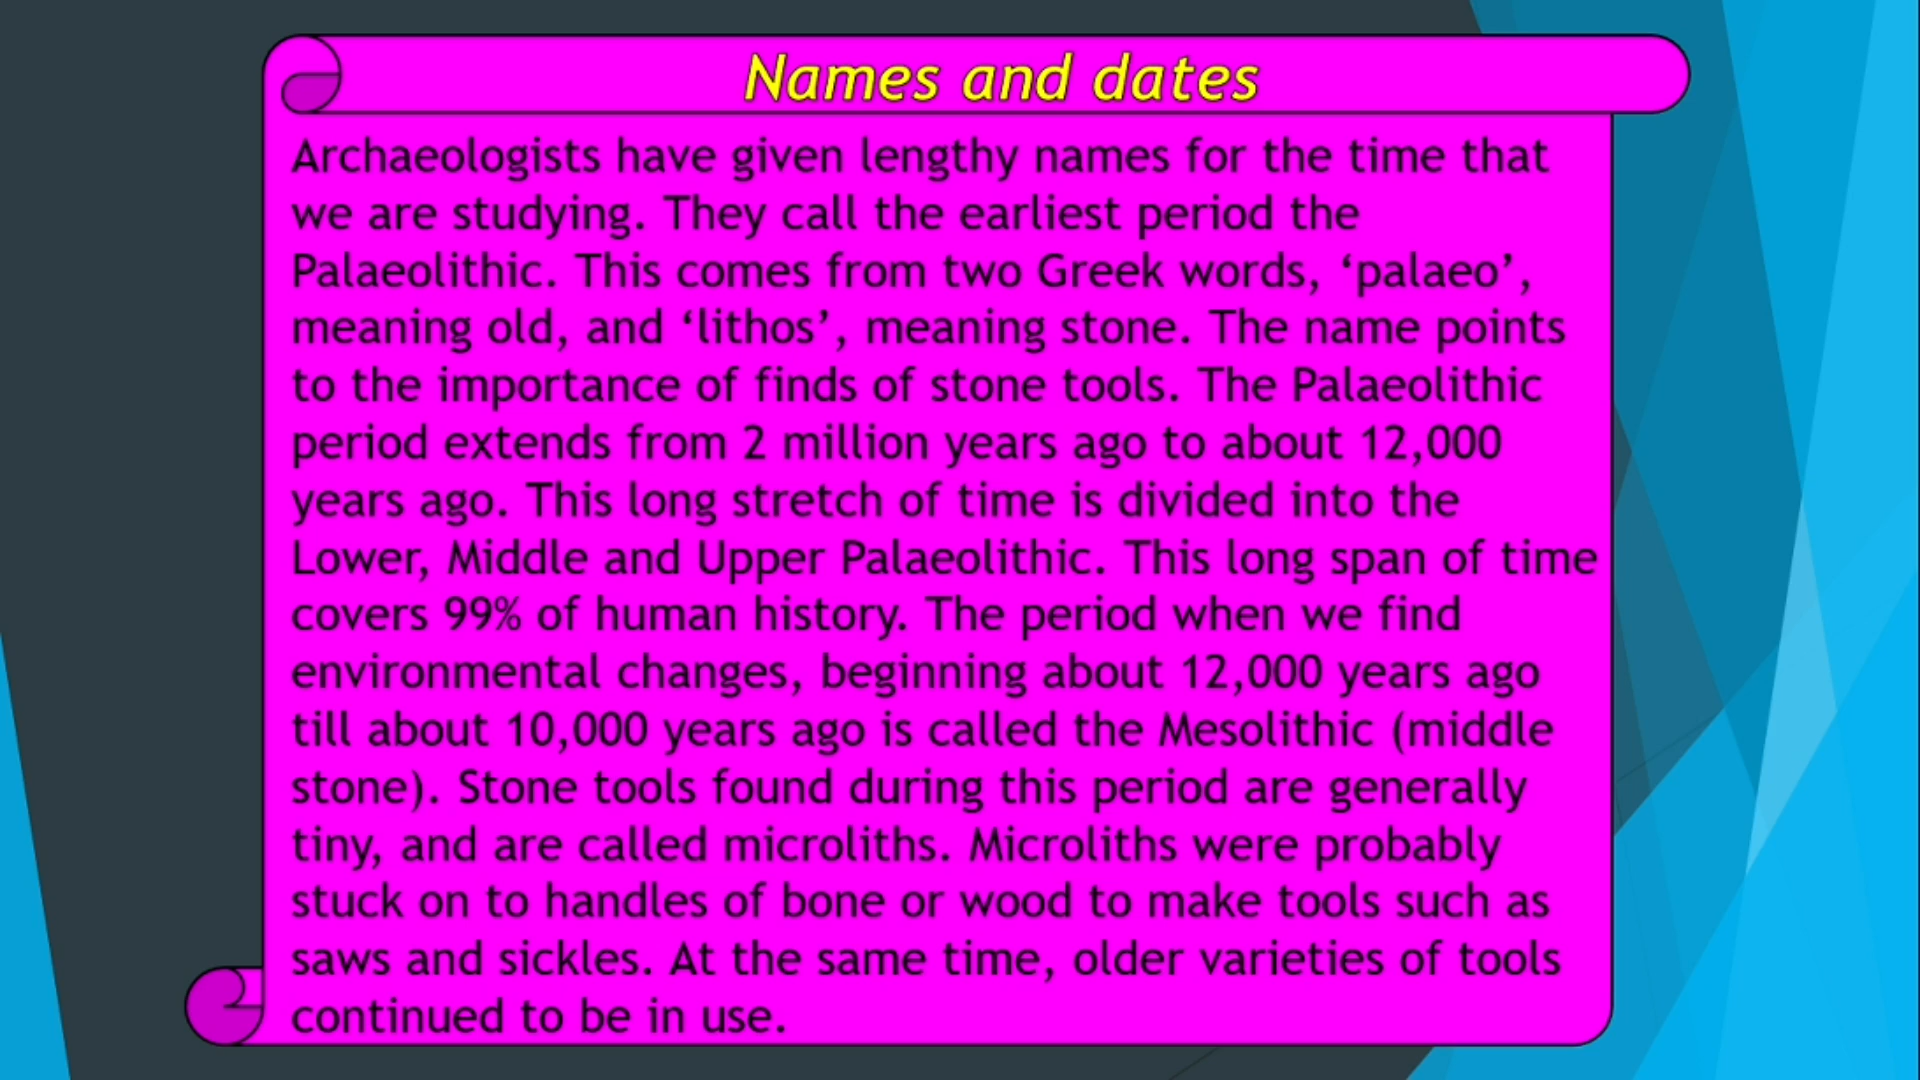 Names and dates
Archaeologists have given lengthy names for the time that
we are studying. They call the earliest period the
Palaeolithic. This comes from two Greek words, ‘palaeo’,
meaning old, and ‘lithos’, meaning stone. The name points
to the importance of finds of stone tools. The Palaeolithic
period extends from 2 million years ago to about 12,000
years ago. This long stretch of time is divided into the
Lower, Middle and Upper Palaeolithic. This long span of time
covers 99% of human history. The period when we find
environmental changes, beginning about 12,000 years ago
till about 10,000 years ago is called the Mesolithic (middle
stone). Stone tools found during this period are generally
tiny, and are called microliths. Microliths were probably
stuck on to handles of bone or wood to make tools such as
saws and sickles. At the same time, older varieties of tools
continued to be in use.